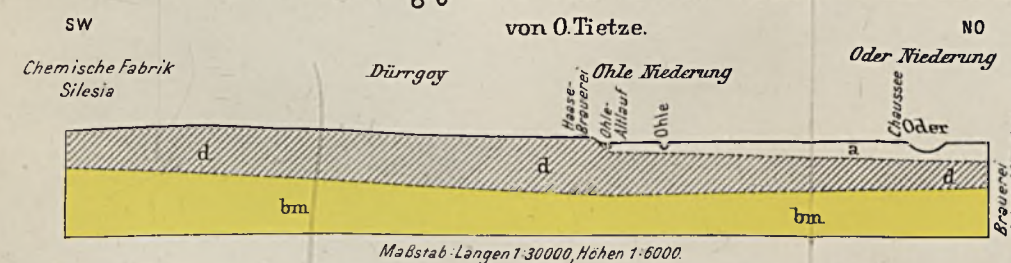 von O.Tietze.
SW
NO
Chemische Fabrik
Silesia
Dürrgoy
Ohle Niederung
Oder Niederung
Haase-
Brauerei
Ohle-
Altlauf
Ohle
Chaussee
Oder
d
d
a
d
bm
bm
Brauerei
Maßstab: Längen 1:30000, Höhen 1:6000.